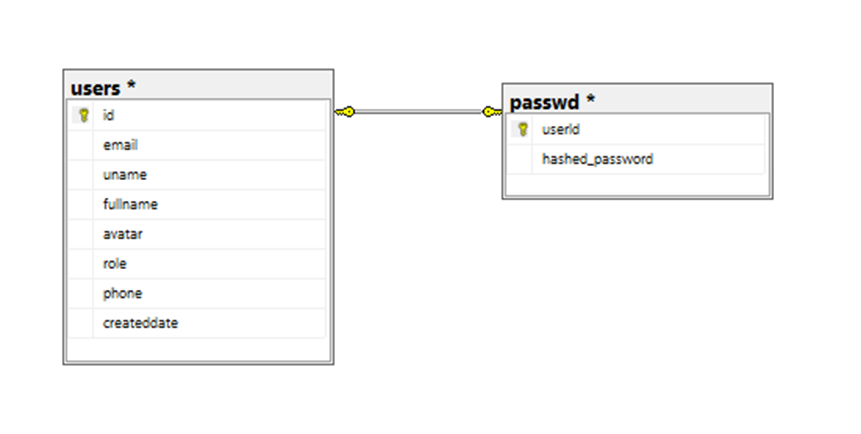 users *
id
email
uname
fullname
avatar
role
phone
createddate
passwd *
userId
hashed_password